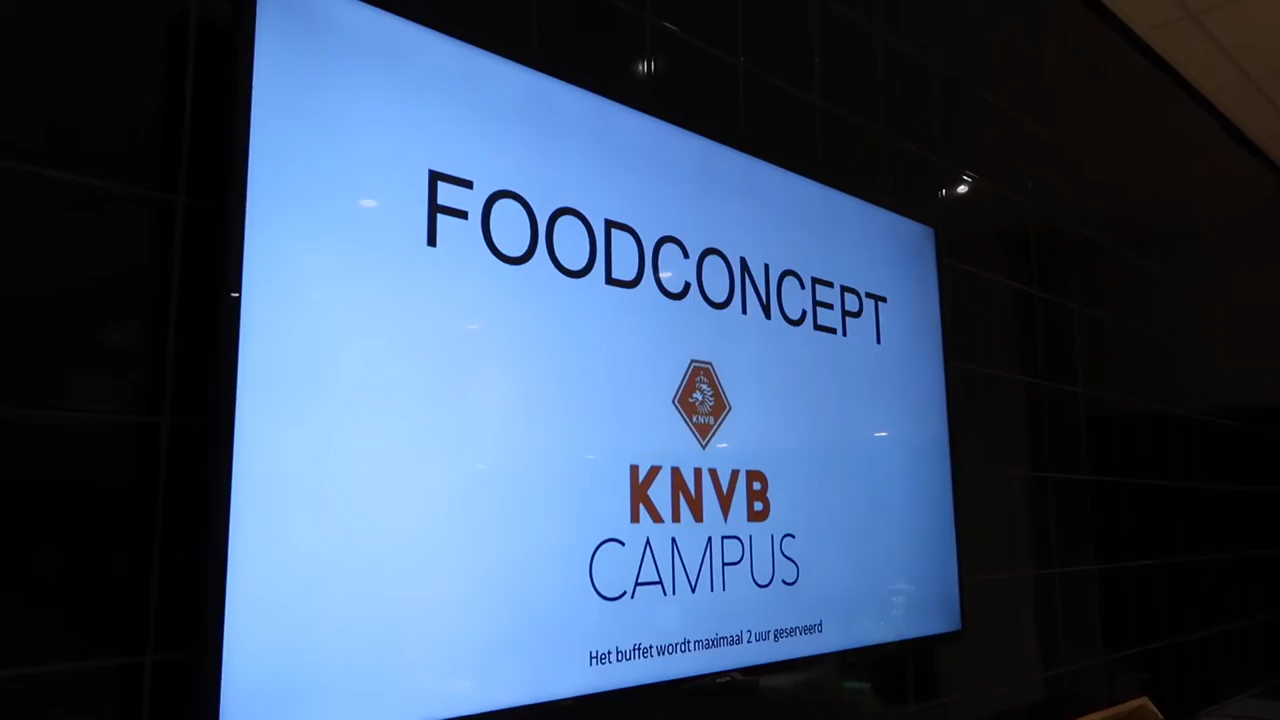 FOODCONCEPT
KNVB
KNVB
CAMPUS
Het buffet wordt maximaal 2 uur geserveerd